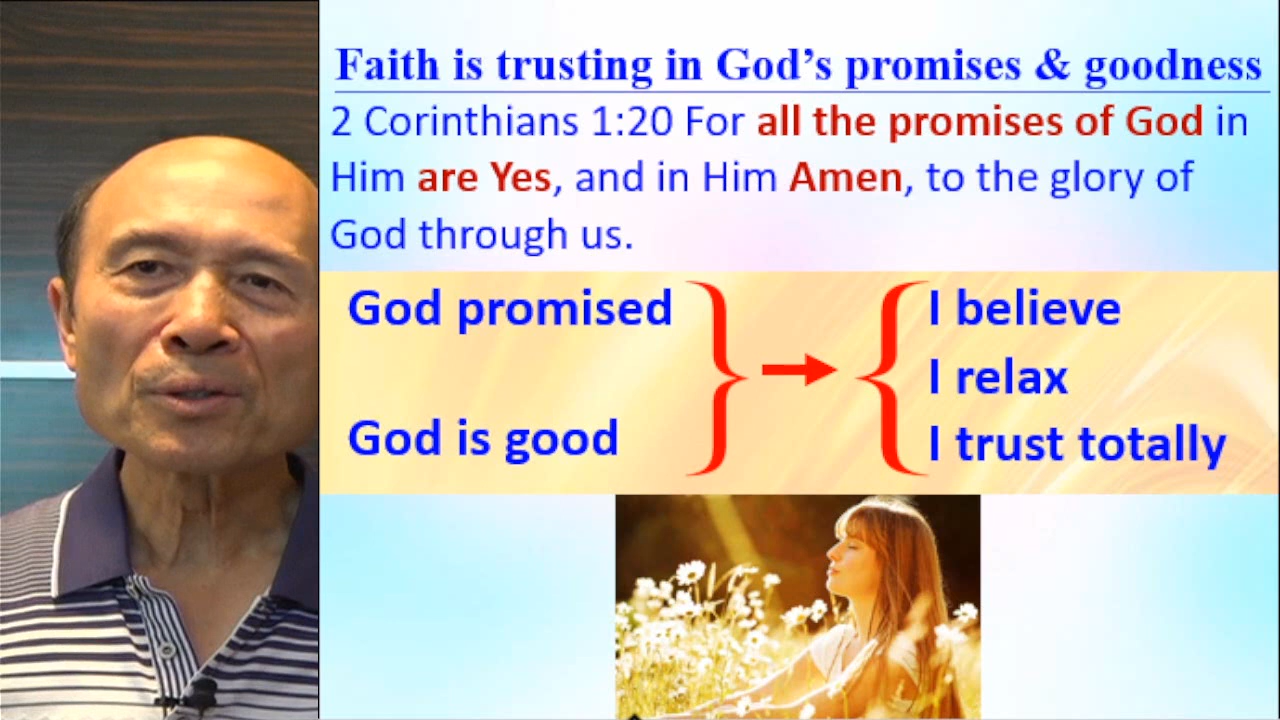 Faith is trusting in God’s promises & goodness
2 Corinthians 1:20 For all the promises of God in
Him are Yes, and in Him Amen, to the glory of
God through us.
God promised
God is good
I believe
I relax
I trust totally